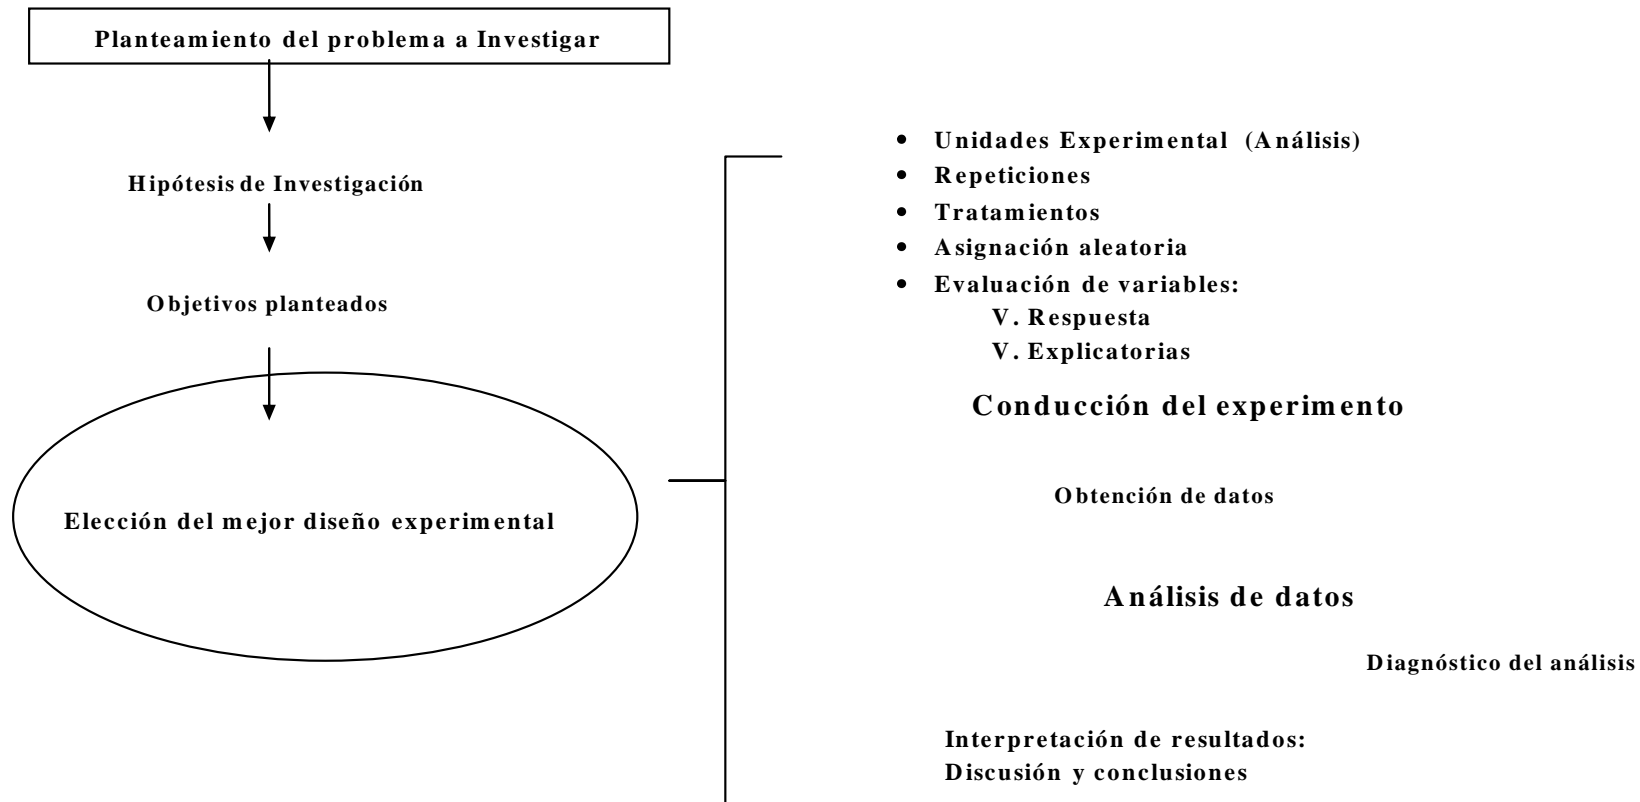 Planteamiento del problema a Investigar
Hipótesis de Investigación
Objetivos planteados
Elección del mejor diseño experimental
• Unidades Experimental (Análisis)
• Repeticiones
• Tratamientos
• Asignación aleatoria
• Evaluación de variables:
V. Respuesta
V. Explicatorias
Conducción del experimento
Obtención de datos
Análisis de datos
Diagnóstico del análisis
Interpretación de resultados:
Discusión y conclusiones